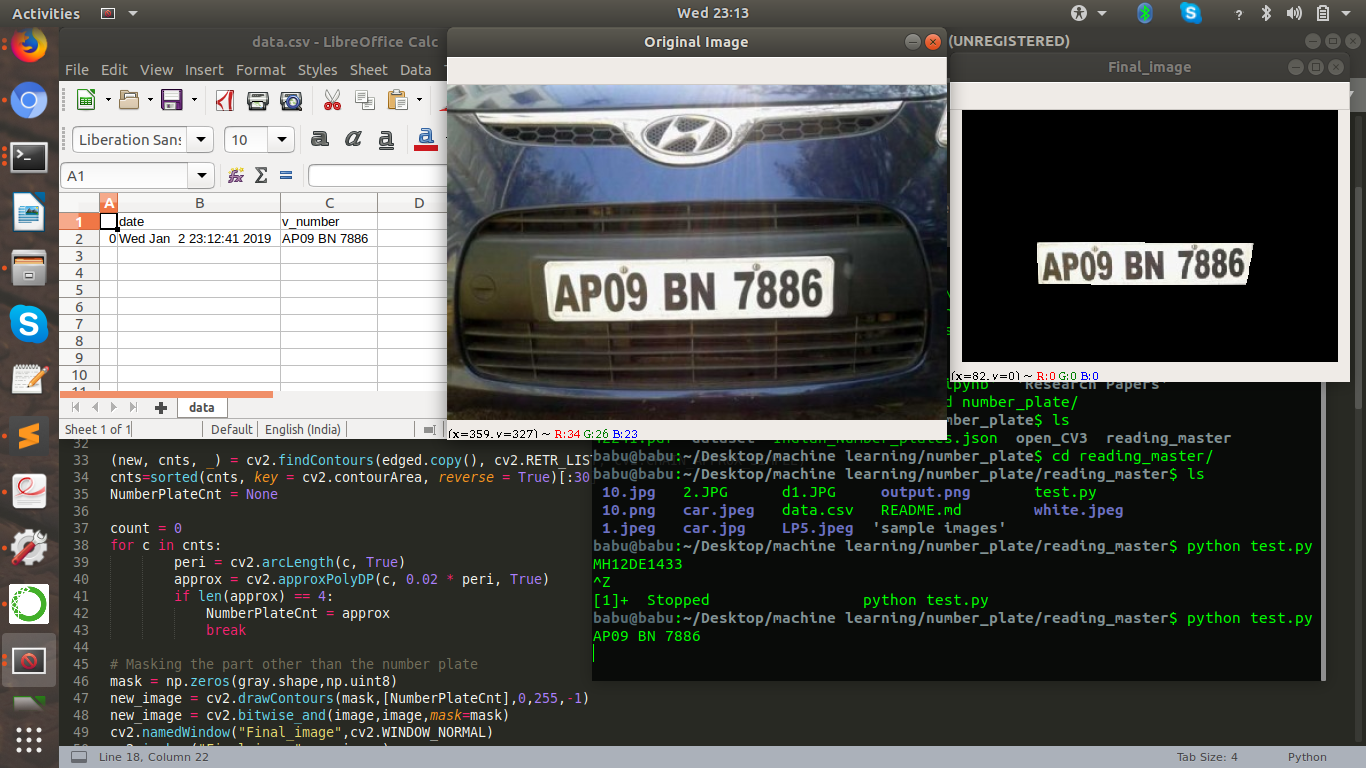 Activities
Wed 23:13
?
data.csv - LibreOffice Calc
File Edit View Insert Format Styles Sheet Data
Liberation Sans 10
A1
A B C D
1 date v_number
2 0 Wed Jan  2 23:12:41 2019 AP09 BN 7886
3
4
5
6
7
8
9
10
data
Sheet 1 of 1 Default English (India)
Original Image
AP09 BN 7886
(x=359, y=327) ~ R:34 G:26 B:23
(UNREGISTERED)
Final_image
AP09 BN 7886
(x=82, y=0) ~ R:0 G:0 B:0
32
33 (new, cnts, _) = cv2.findContours(edged.copy(), cv2.RETR_LIS
34 cnts=sorted(cnts, key = cv2.contourArea, reverse = True)[:30
35 NumberPlateCnt = None
36
37 count = 0
38 for c in cnts:
39 peri = cv2.arcLength(c, True)
40 approx = cv2.approxPolyDP(c, 0.02 * peri, True)
41 if len(approx) == 4:
42 NumberPlateCnt = approx
43 break
44
45 # Masking the part other than the number plate
46 mask = np.zeros(gray.shape,np.uint8)
47 new_image = cv2.drawContours(mask,[NumberPlateCnt],0,255,-1)
48 new_image = cv2.bitwise_and(image,image,mask=mask)
49 cv2.namedWindow("Final_image",cv2.WINDOW_NORMAL)
Research Papers'
d number_plate/
number_plate$ ls
open_CV3 reading_master
babu@babu:~/Desktop/machine learning/number_plate$ cd reading_master/
babu@babu:~/Desktop/machine learning/number_plate/reading_master$ ls
10.jpg 2.JPG d1.JPG output.png test.py
10.png car.jpeg data.csv README.md white.jpeg
1.jpeg car.jpg LP5.jpeg 'sample images'
babu@babu:~/Desktop/machine learning/number_plate/reading_master$ python test.py
MH12DE1433
^Z
[1]+ Stopped python test.py
babu@babu:~/Desktop/machine learning/number_plate/reading_master$ python test.py
AP09 BN 7886
Line 18, Column 22 Tab Size: 4 Python